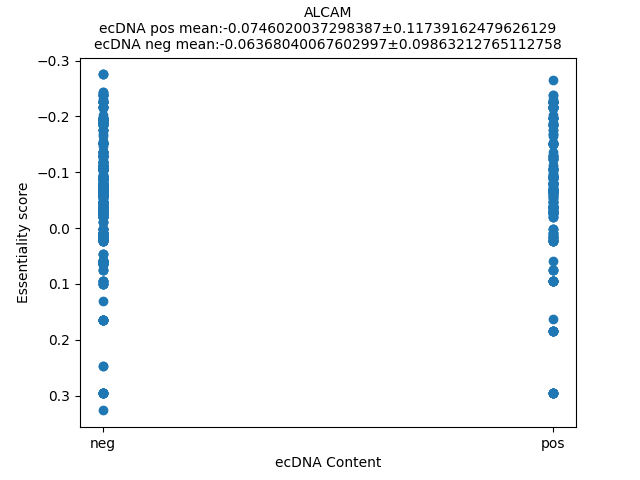 ALCAM
ecDNA pos mean:-0.0746020037298387±0.11739162479626129
ecDNA neg mean:-0.06368040067602997±0.09863212765112758
−0.3
−0.2
−0.1
0.0
0.1
0.2
0.3
Essentiality score
neg
pos
ecDNA Content